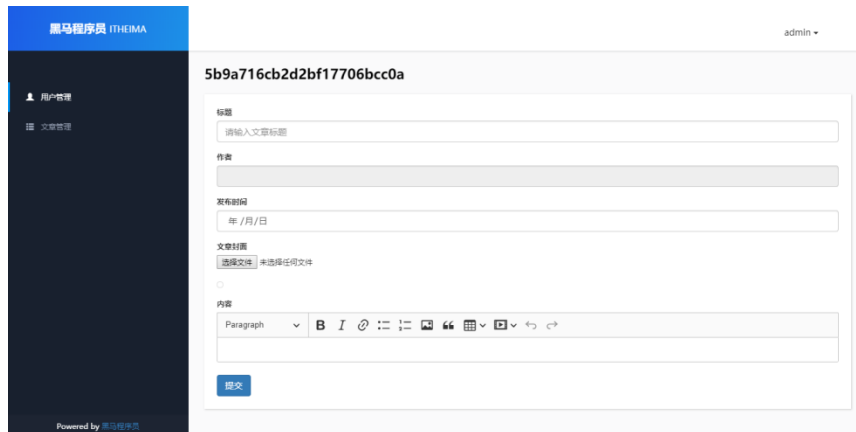 黑马程序员 ITHEIMA
admin
用户管理
文章管理
5b9a716cb2d2bf17706bcc0a
标题
请输入文章标题
作者
发布时间
年 /月/日
文章封面
选择文件 未选择任何文件
内容
Paragraph
提交
Powered by 黑马程序员